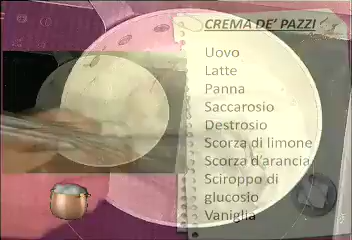 CREMA DE' PAZZI
Uovo
Latte
Panna
Saccarosio
Destrosio
Scorza di limone
Scorza d'arancia
Sciroppo di
glucosio
Vaniglia